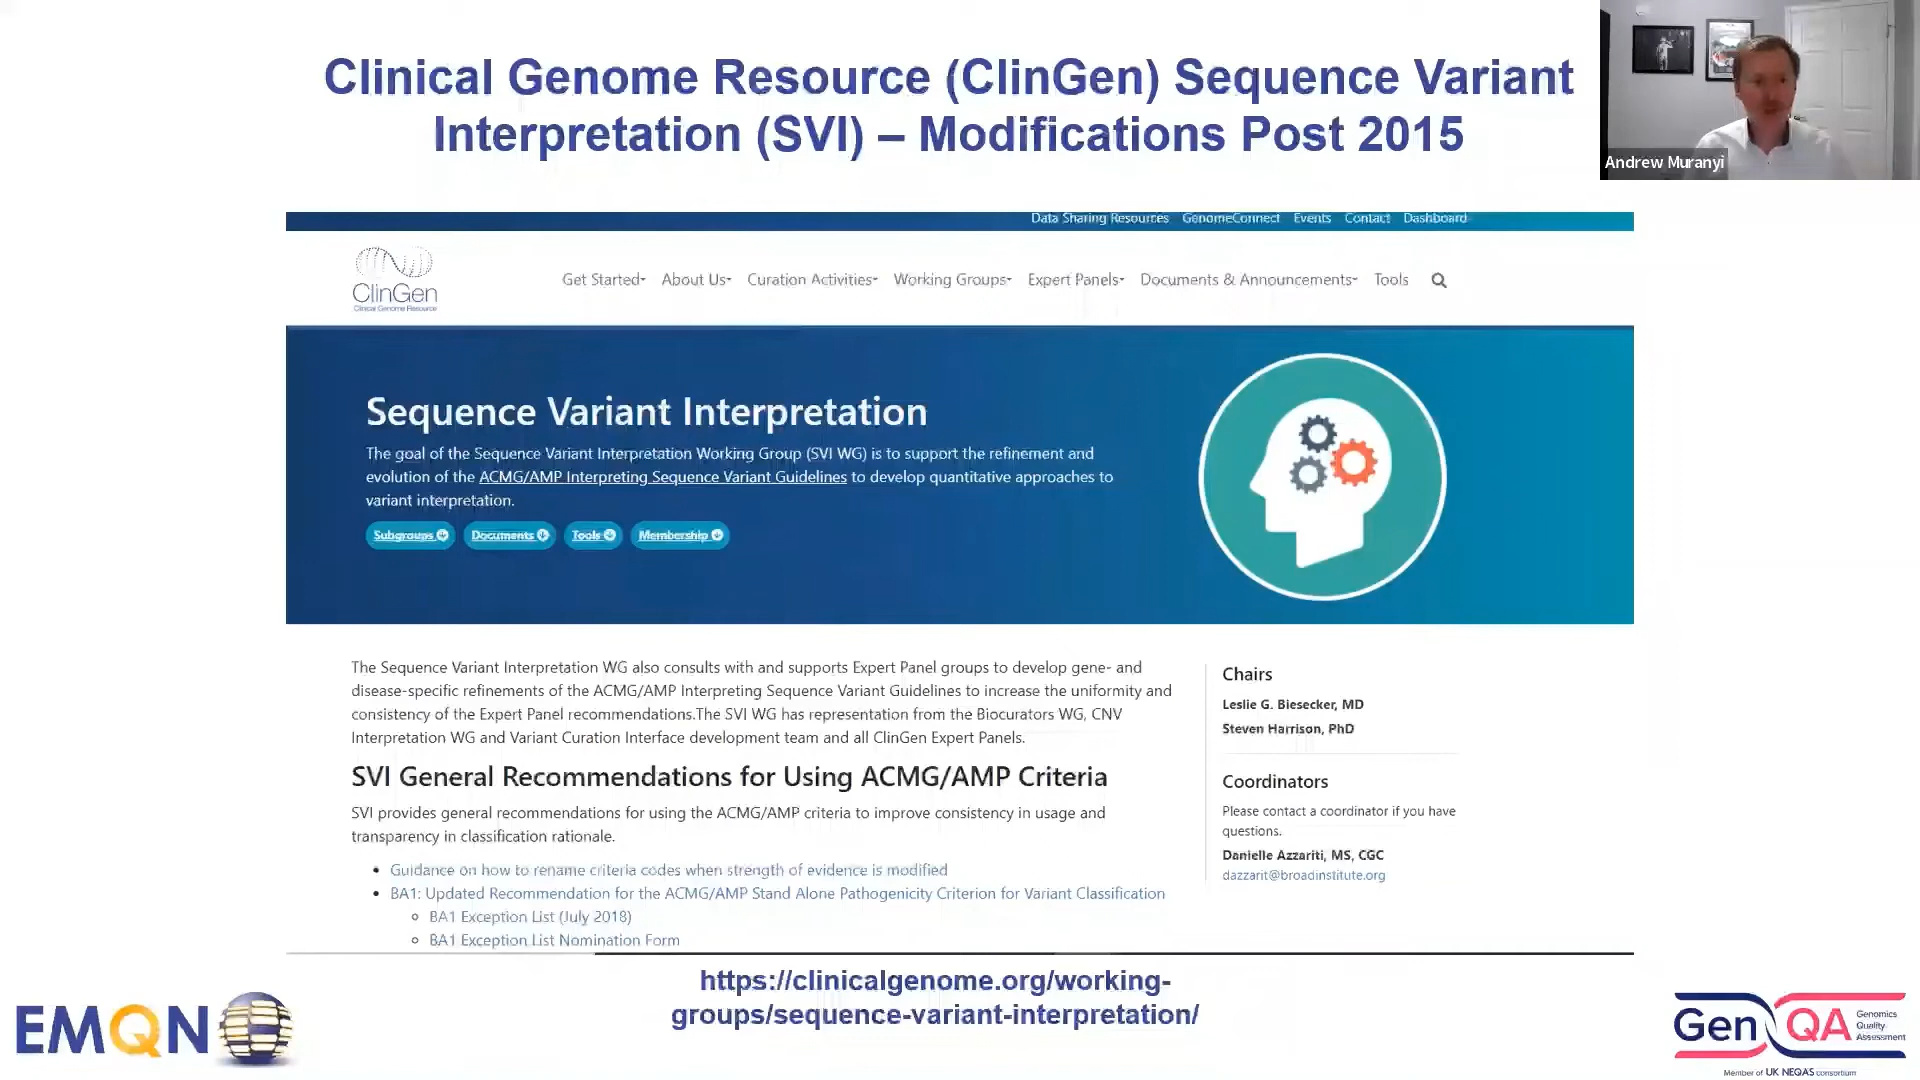 Clinical Genome Resource (ClinGen) Sequence Variant
Interpretation (SVI) – Modifications Post 2015
Andrew Muranyi
Data Sharing Resources GenomeConnect Events Contact Dashboard
ClinGen
Clinical Genome Resource
Get Started About Us Curation Activities Working Groups Expert Panels Documents & Announcements Tools
Sequence Variant Interpretation
The goal of the Sequence Variant Interpretation Working Group (SVI WG) is to support the refinement and
evolution of the ACMG/AMP Interpreting Sequence Variant Guidelines to develop quantitative approaches to
variant interpretation.
Subgroups Documents Tools Membership
The Sequence Variant Interpretation WG also consults with and supports Expert Panel groups to develop gene- and
disease-specific refinements of the ACMG/AMP Interpreting Sequence Variant Guidelines to increase the uniformity and
consistency of the Expert Panel recommendations.The SVI WG has representation from the Biocurators WG, CNV
Interpretation WG and Variant Curation Interface development team and all ClinGen Expert Panels.
SVI General Recommendations for Using ACMG/AMP Criteria
SVI provides general recommendations for using the ACMG/AMP criteria to improve consistency in usage and
transparency in classification rationale.
• Guidance on how to rename criteria codes when strength of evidence is modified
• BA1: Updated Recommendation for the ACMG/AMP Stand Alone Pathogenicity Criterion for Variant Classification
○ BA1 Exception List (July 2018)
○ BA1 Exception List Nomination Form
Chairs
Leslie G. Biesecker, MD
Steven Harrison, PhD
Coordinators
Please contact a coordinator if you have
questions.
Danielle Azzariti, MS, CGC
dazzarit@broadinstitute.org
https://clinicalgenome.org/working-
groups/sequence-variant-interpretation/
EMQN
Gen QA
Genomics
Quality
Assessment
Member of UK NEQAS consortium